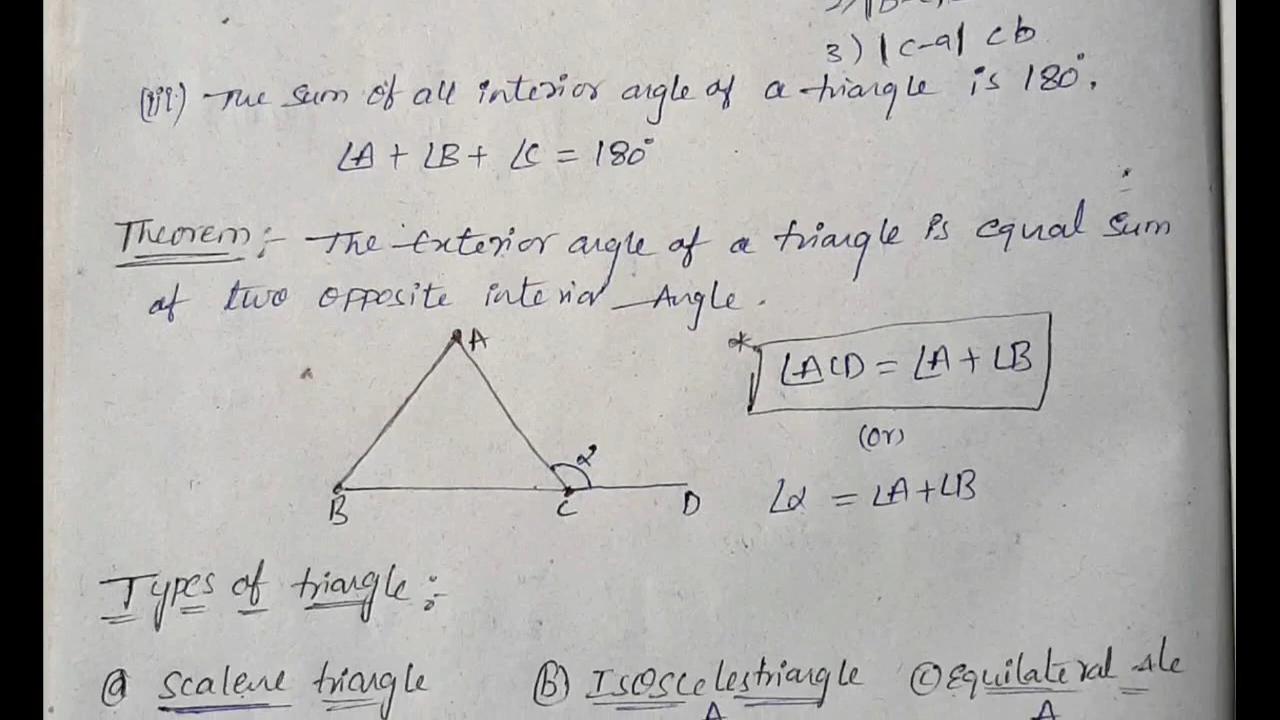 3) |c-a| < b
(iii) The sum of all interior angle of a triangle is 180°.
∠A + ∠B + ∠C = 180°
Theorem :- The Exterior angle of a triangle is equal sum
of two opposite interior Angle.
A
* ∠ACD = ∠A + ∠B
(or)
α
B C D
∠α = ∠A + ∠B
Types of triangle :-
(a) Scalene triangle (B) Isosceles triangle (C) Equilateral Δle
A A